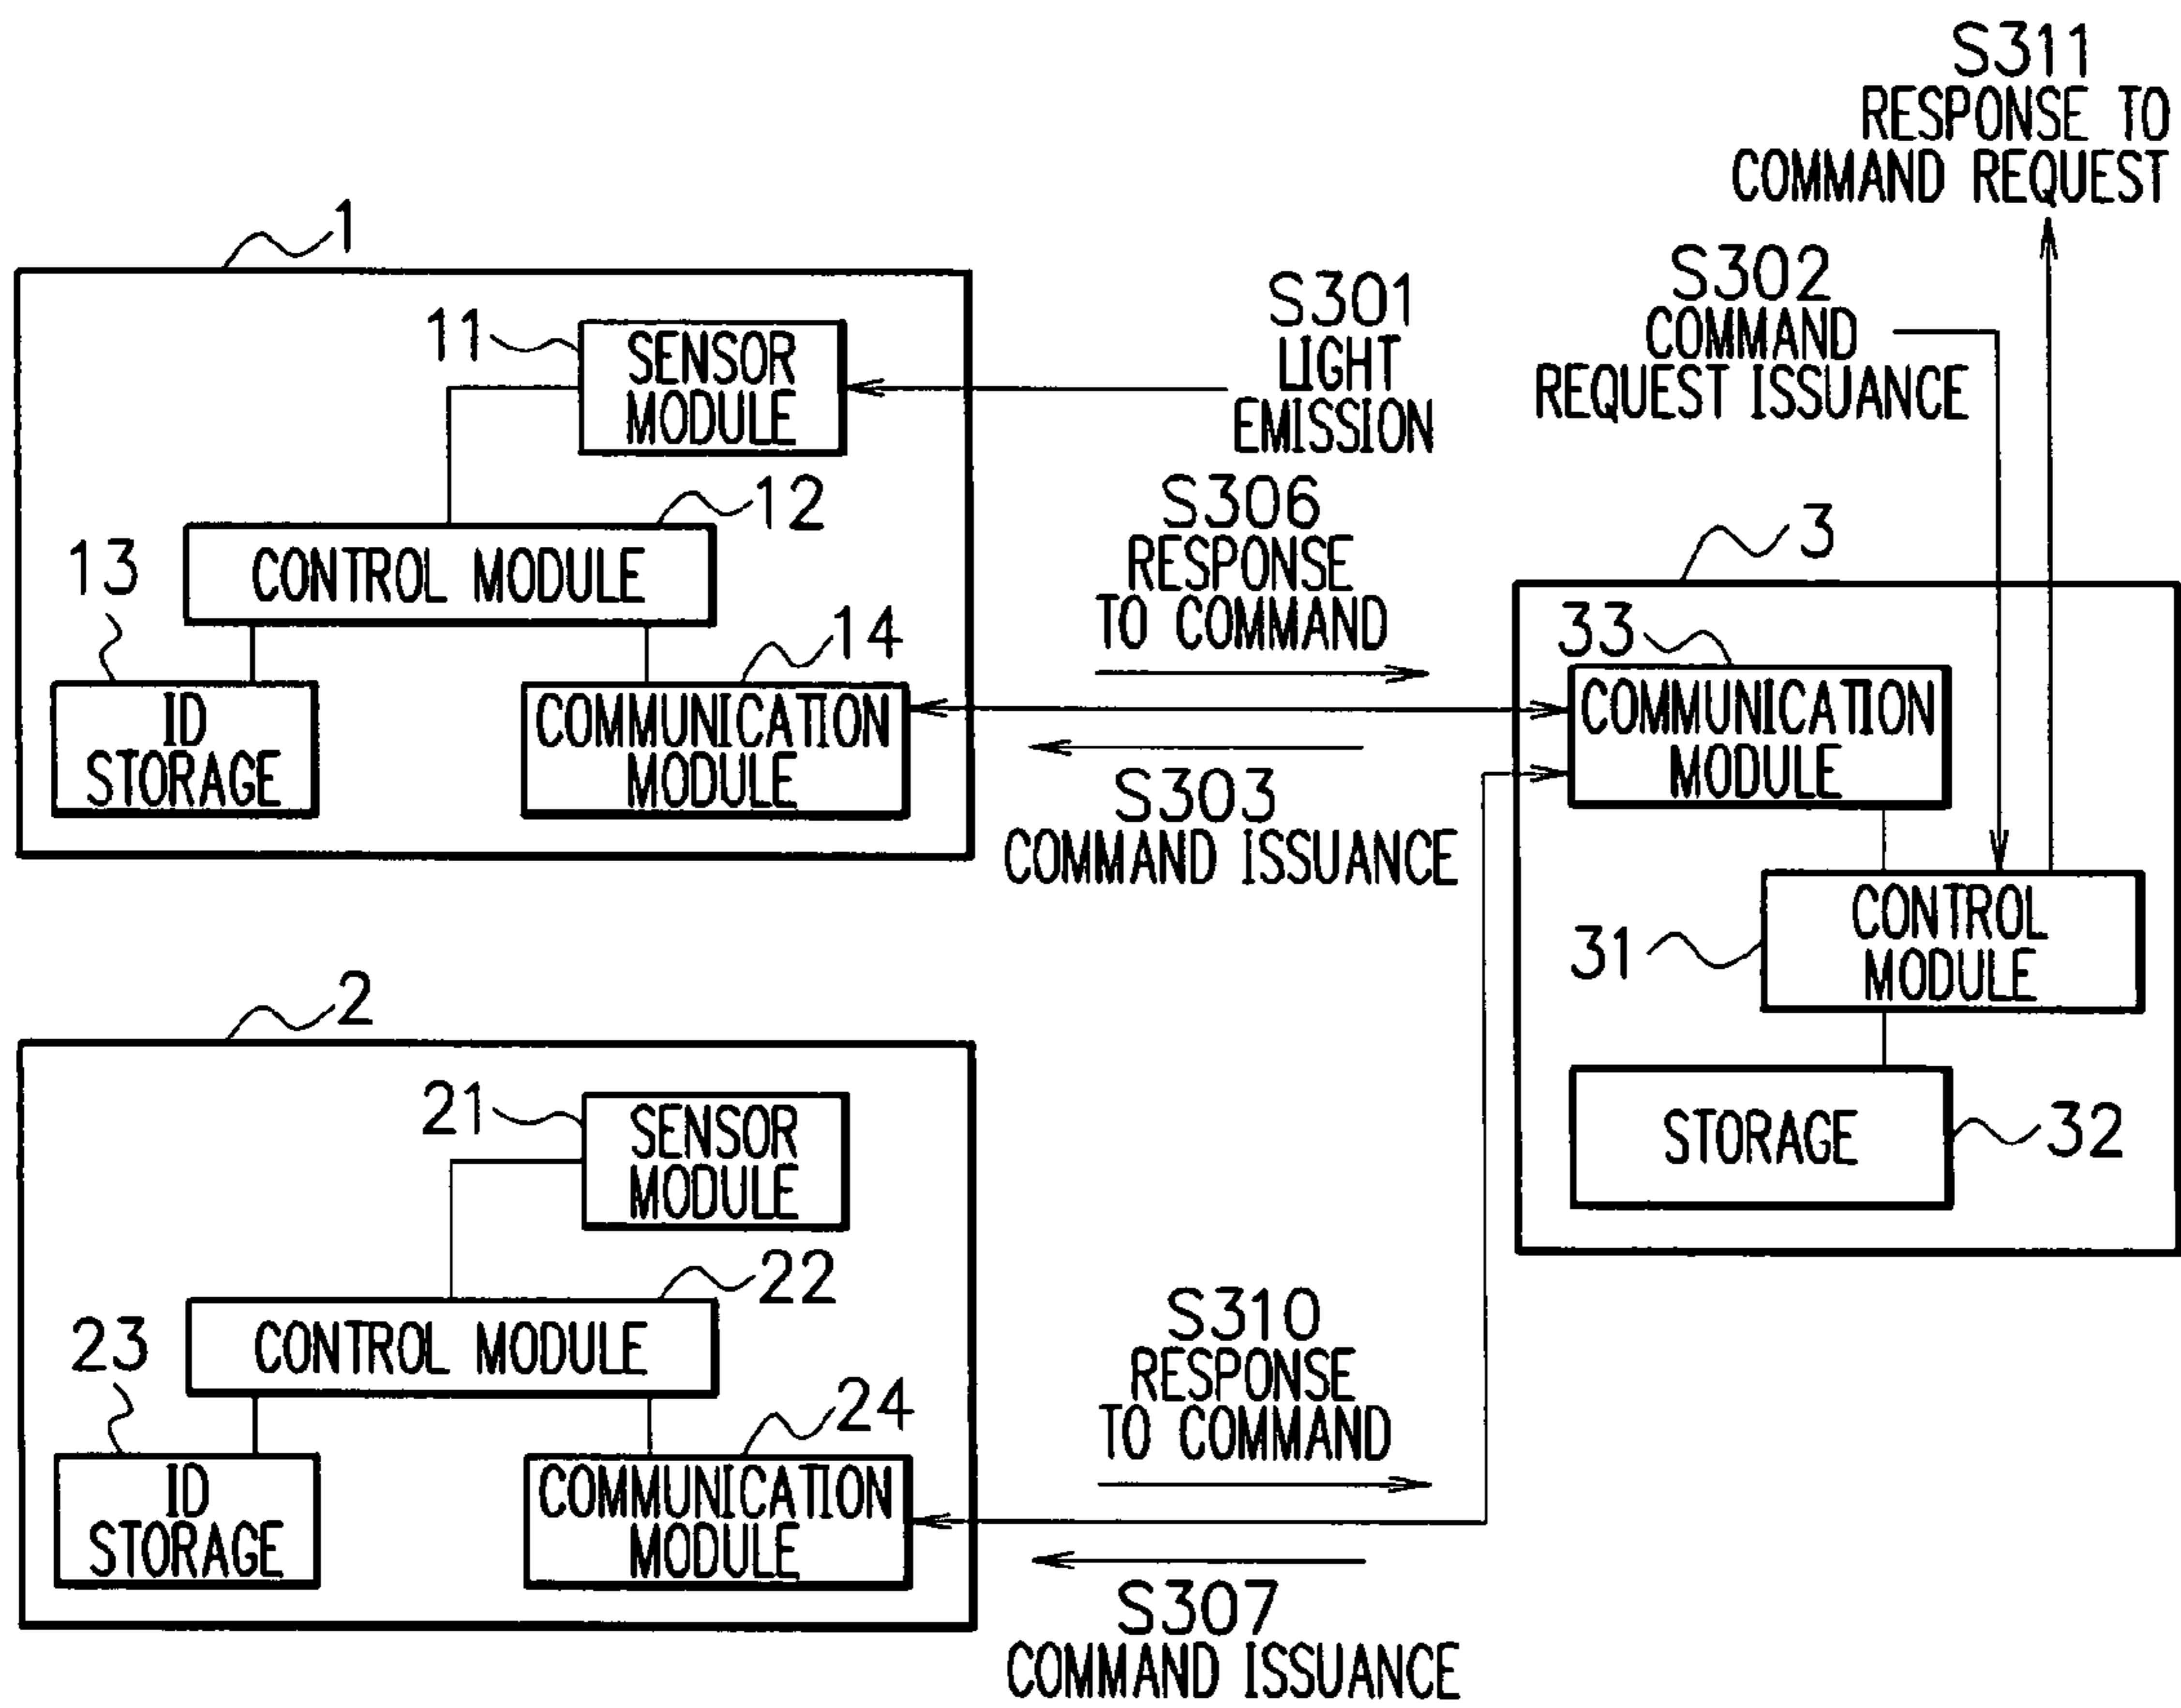 S311
RESPONSE TO
COMMAND REQUEST
1
S302
COMMAND
REQUEST ISSUANCE
S301
LIGHT
EMISSION
11
SENSOR
MODULE
12
CONTROL MODULE
13
ID
STORAGE
14
COMMUNICATION
MODULE
S306
RESPONSE
TO COMMAND
S303
COMMAND ISSUANCE
3
33
COMMUNICATION
MODULE
31
CONTROL
MODULE
STORAGE
32
2
21
SENSOR
MODULE
22
CONTROL MODULE
23
ID
STORAGE
24
COMMUNICATION
MODULE
S310
RESPONSE
TO COMMAND
S307
COMMAND ISSUANCE